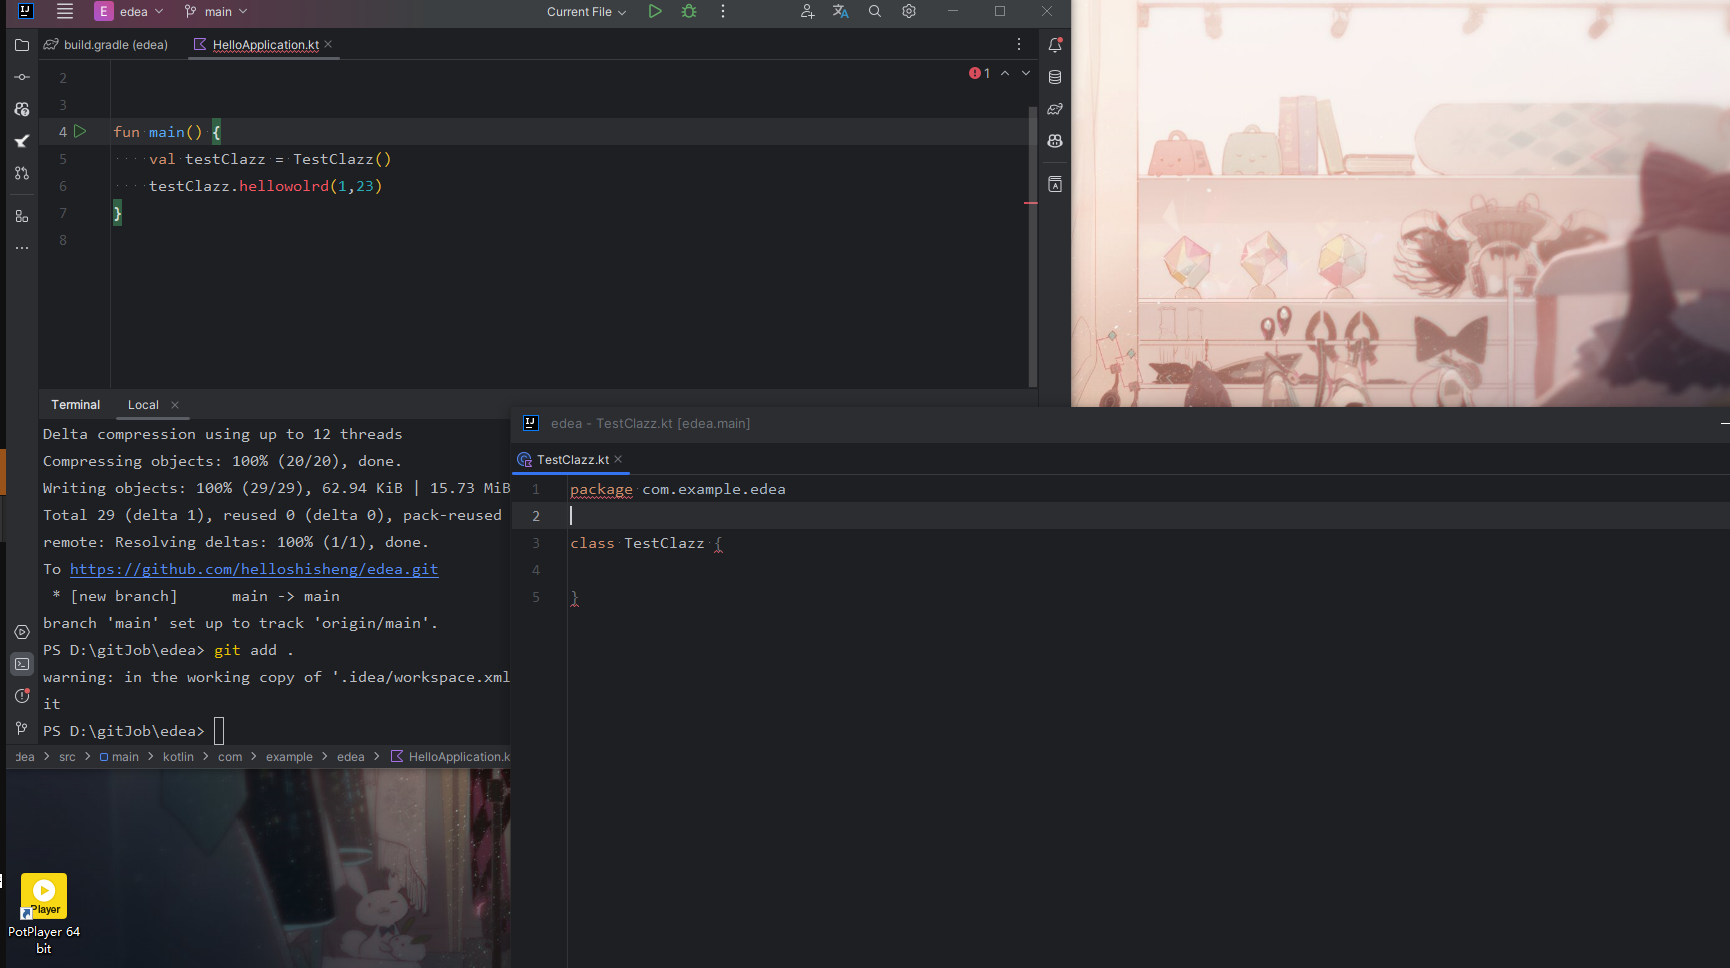 E edea main Current File
build.gradle (edea) HelloApplication.kt
1
2
3
4 fun main() {
5 val testClazz = TestClazz()
6 testClazz.hellowolrd(1,23)
7 }
8
Terminal Local
Delta compression using up to 12 threads
Compressing objects: 100% (20/20), done.
Writing objects: 100% (29/29), 62.94 KiB | 15.73 MiB
Total 29 (delta 1), reused 0 (delta 0), pack-reused
remote: Resolving deltas: 100% (1/1), done.
To https://github.com/helloshisheng/edea.git
* [new branch] main -> main
branch 'main' set up to track 'origin/main'.
PS D:\gitJob\edea> git add .
warning: in the working copy of '.idea/workspace.xml
it
PS D:\gitJob\edea>
dea > src > main > kotlin > com > example > edea > HelloApplication.k
edea - TestClazz.kt [edea.main]
TestClazz.kt
1 package com.example.edea
2
3 class TestClazz {
4
5 }
Player
PotPlayer 64
bit